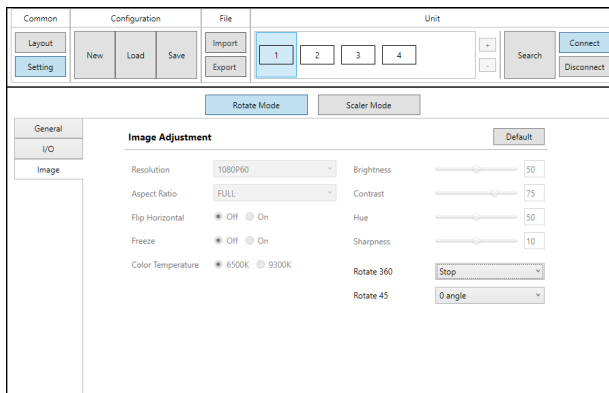 Common Configuration File Unit
Layout New Load Save Import 1 2 3 4 + Search Connect
Setting Export - Disconnect
Rotate Mode Scaler Mode
General
I/O
Image
Image Adjustment Default
Resolution 1080P60 Brightness 50
Aspect Ratio FULL Contrast 75
Flip Horizontal Off On Hue 50
Freeze Off On Sharpness 10
Color Temperature 6500K 9300K
Rotate 360 Stop
Rotate 45 0 angle